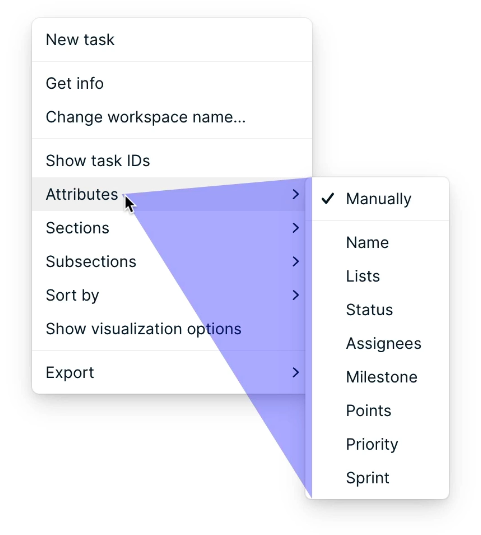 New task
Get info
Change workspace name...
Show task IDs
Attributes
Sections
Subsections
Sort by
Show visualization options
Export
Manually
Name
Lists
Status
Assignees
Milestone
Points
Priority
Sprint